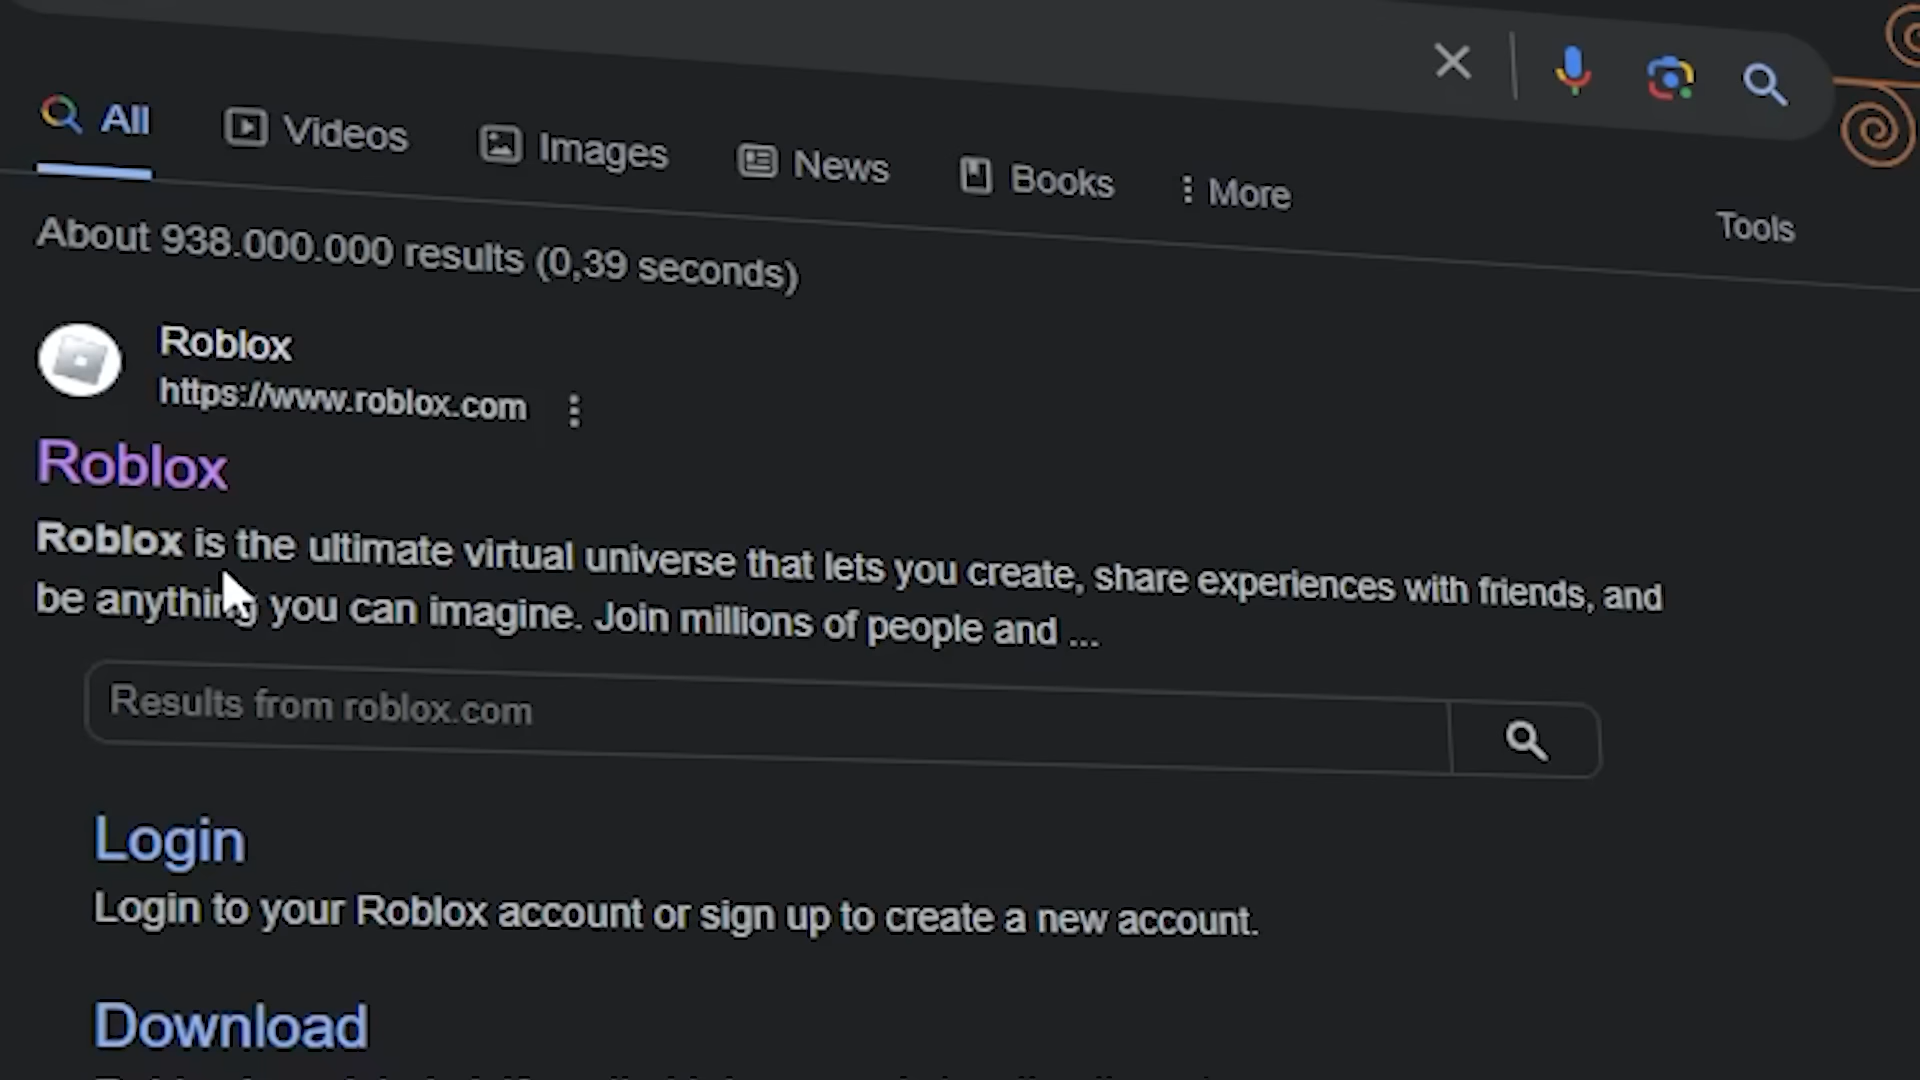 All
Videos
Images
News
Books
More
Tools
About 938.000.000 results (0,39 seconds)
Roblox
https://www.roblox.com
Roblox
Roblox is the ultimate virtual universe that lets you create, share experiences with friends, and
be anything you can imagine. Join millions of people and ...
Results from roblox.com
Login
Login to your Roblox account or sign up to create a new account.
Download